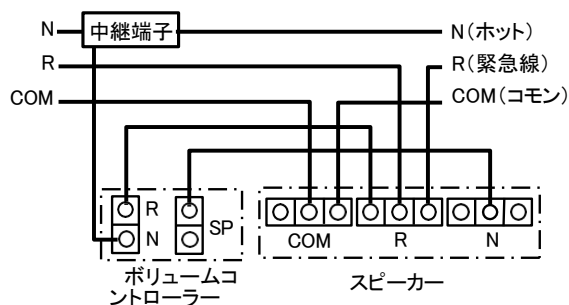 N 中継端子 N（ホット）
R R（緊急線）
COM COM（コモン）
R
N SP
COM R N
ボリュームコ
ントローラー
スピーカー